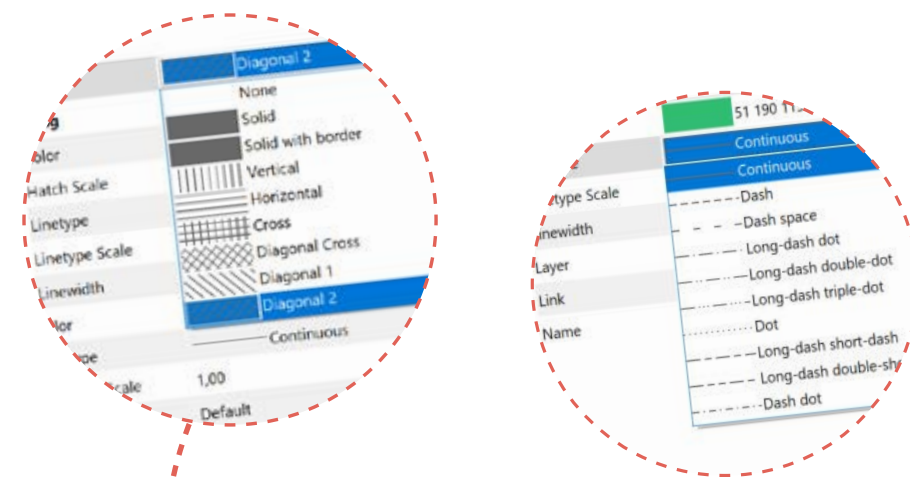 Diagonal 2
None
Solid
Solid with border
Hatch Scale
Vertical
Horizontal
Linetype
Cross
Linetype Scale
Diagonal Cross
Linewidth
Diagonal 1
Diagonal 2
Continuous
1,00
Default
51 190 11
Continuous
Continuous
type Scale
Dash
Dash space
inewidth
Long-dash dot
Layer
Long-dash double-dot
Link
Long-dash triple-dot
Name
Dot
Long-dash short-dash
Long-dash double-sh
Dash dot